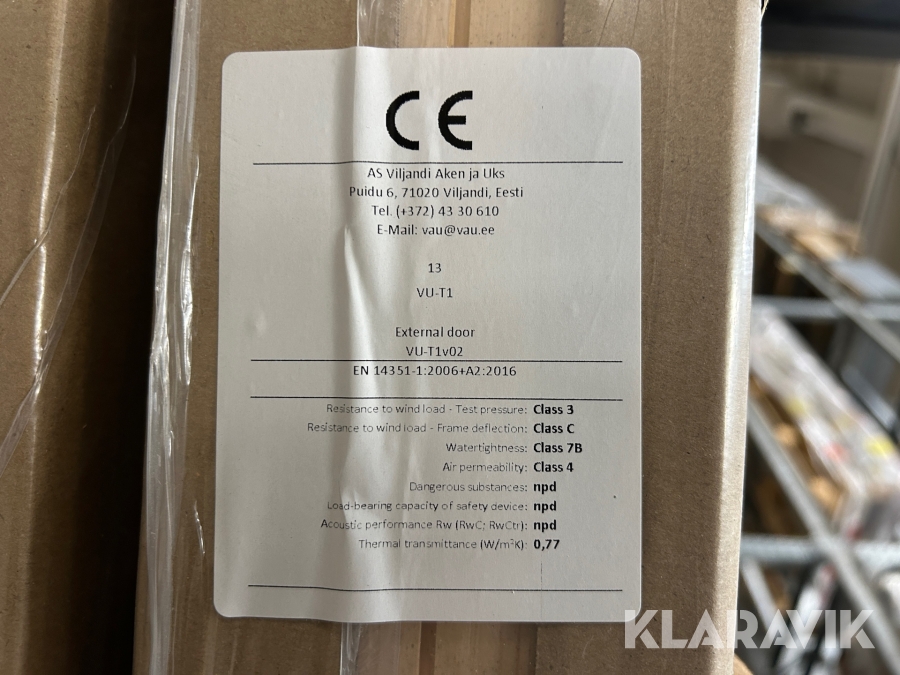 CE
AS Viljandi Aken ja Uks
Puidu 6, 71020 Viljandi, Eesti
Tel. (+372) 43 30 610
E-Mail: vau@vau.ee
13
VU-T1
External door
VU-T1v02
EN 14351-1:2006+A2:2016
Resistance to wind load - Test pressure: Class 3
Resistance to wind load - Frame deflection: Class C
Watertightness: Class 7B
Air permeability: Class 4
Dangerous substances: npd
Load-bearing capacity of safety device: npd
Acoustic performance Rw (RwC; RwCtr): npd
Thermal transmittance (W/m²K): 0,77
KLARAVIK